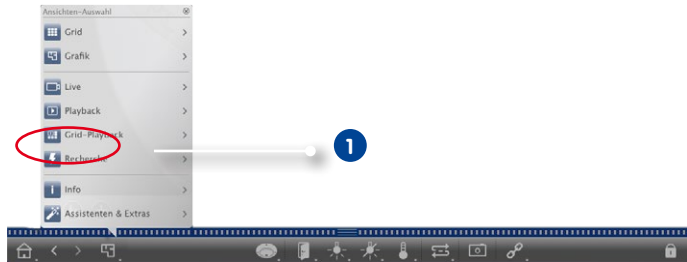 Ansichten-Auswahl
Grid
Grafik
Live
Playback
Grid-Playback
Recherche
1
Info
Assistenten & Extras